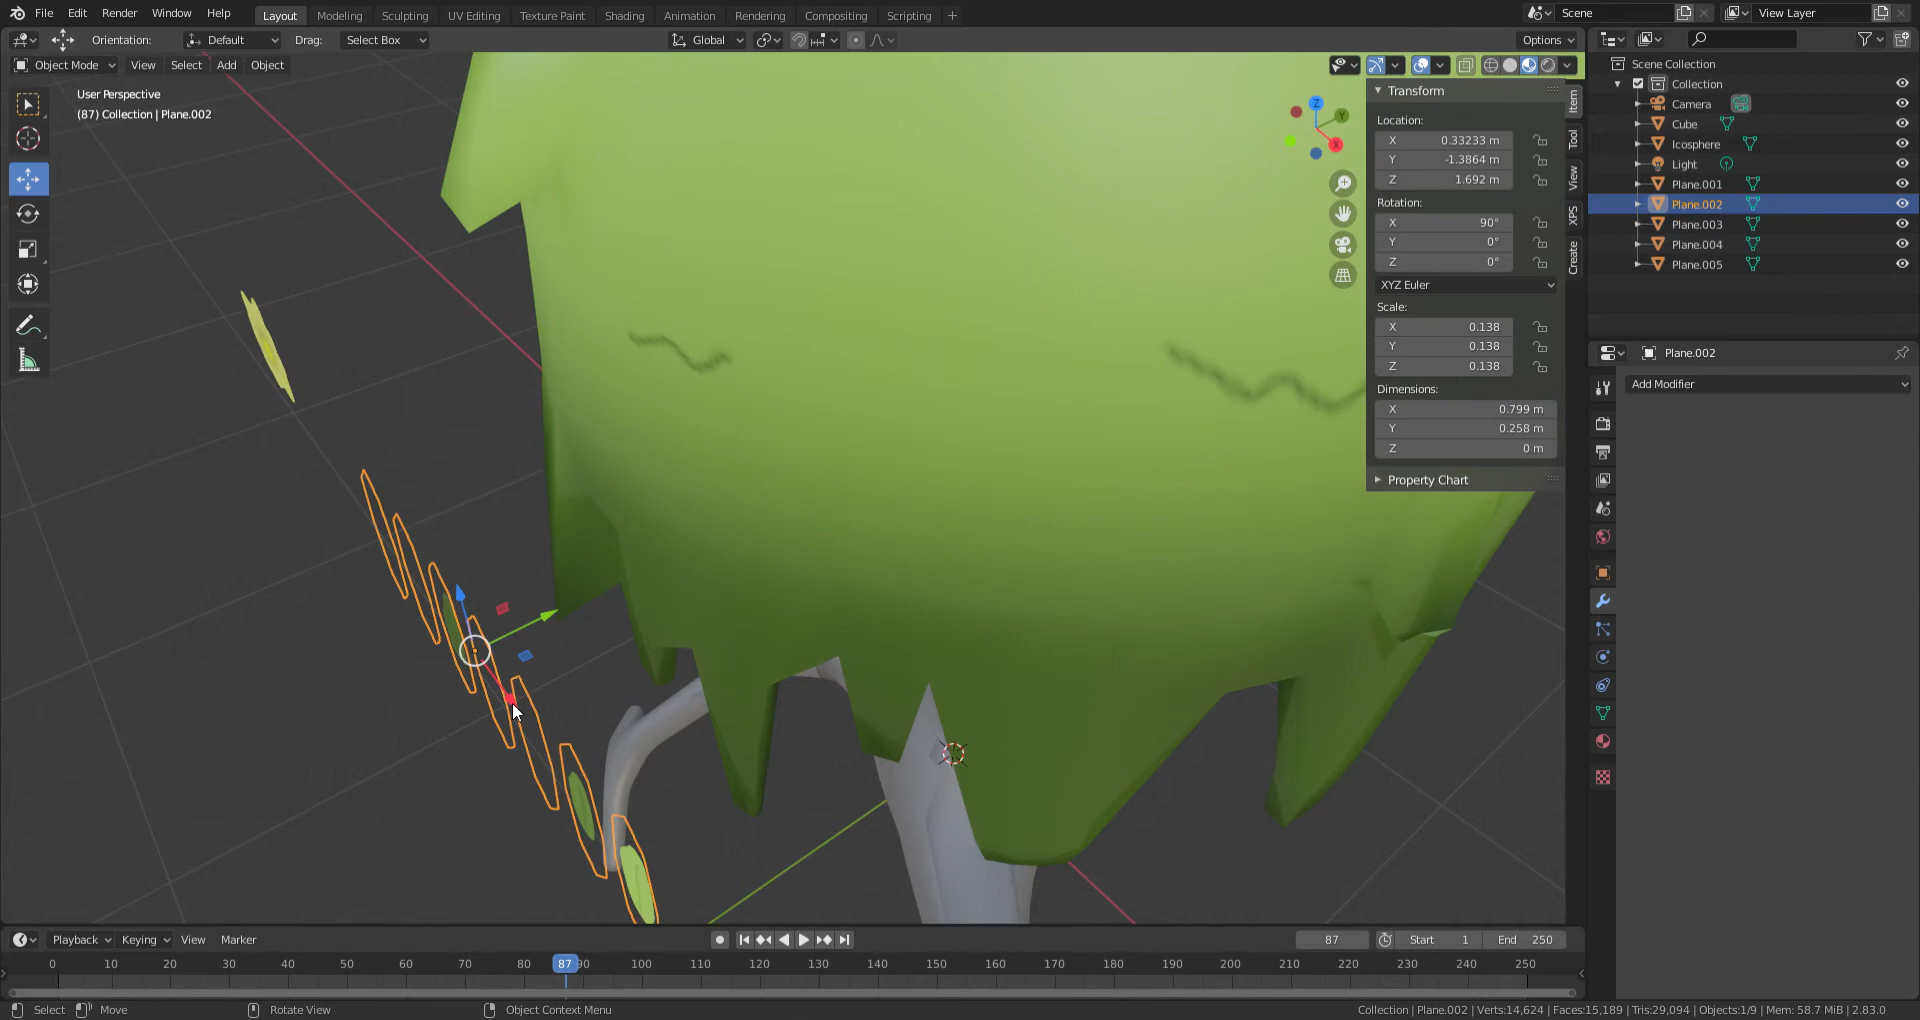 File Edit Render Window Help Layout Modeling Sculpting UV Editing Texture Paint Shading Animation Rendering Compositing Scripting + Scene View Layer
Orientation: Default Drag: Select Box Global Options
Object Mode View Select Add Object
User Perspective
(87) Collection | Plane.002
Z
Y
X
Transform
Location:
X 0.33233 m
Y -1.3864 m
Z 1.692 m
Rotation:
X 90°
Y 0°
Z 0°
XYZ Euler
Scale:
X 0.138
Y 0.138
Z 0.138
Dimensions:
X 0.799 m
Y 0.258 m
Z 0 m
Property Chart
Item
Tool
View
XPS
Create
Scene Collection
Collection
Camera
Cube
Icosphere
Light
Plane.001
Plane.002
Plane.003
Plane.004
Plane.005
Plane.002
Add Modifier
Playback Keying View Marker 87 Start 1 End 250
0 10 20 30 40 50 60 70 80 87 90 100 110 120 130 140 150 160 170 180 190 200 210 220 230 240 250
Select Move Rotate View Object Context Menu Collection | Plane.002 | Verts:14,624 | Faces:15,189 | Tris:29,094 | Objects:1/9 | Mem: 58.7 MiB | 2.83.0